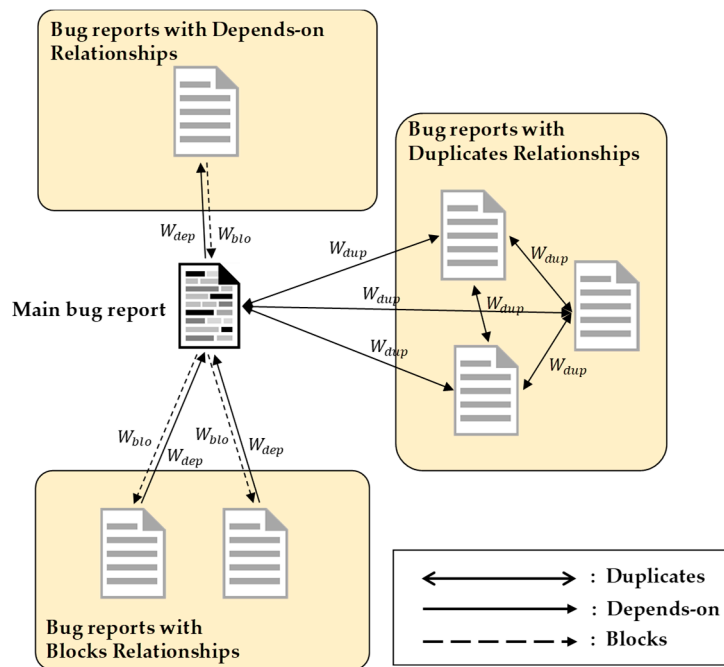 Bug reports with Depends-on
Relationships
Bug reports with
Duplicates Relationships
W_dep
W_blo
W_dup
W_dup
Main bug report
W_dup
W_dup
W_dup
W_dup
W_blo
W_blo
W_dep
W_dep
Bug reports with
Blocks Relationships
: Duplicates
: Depends-on
: Blocks